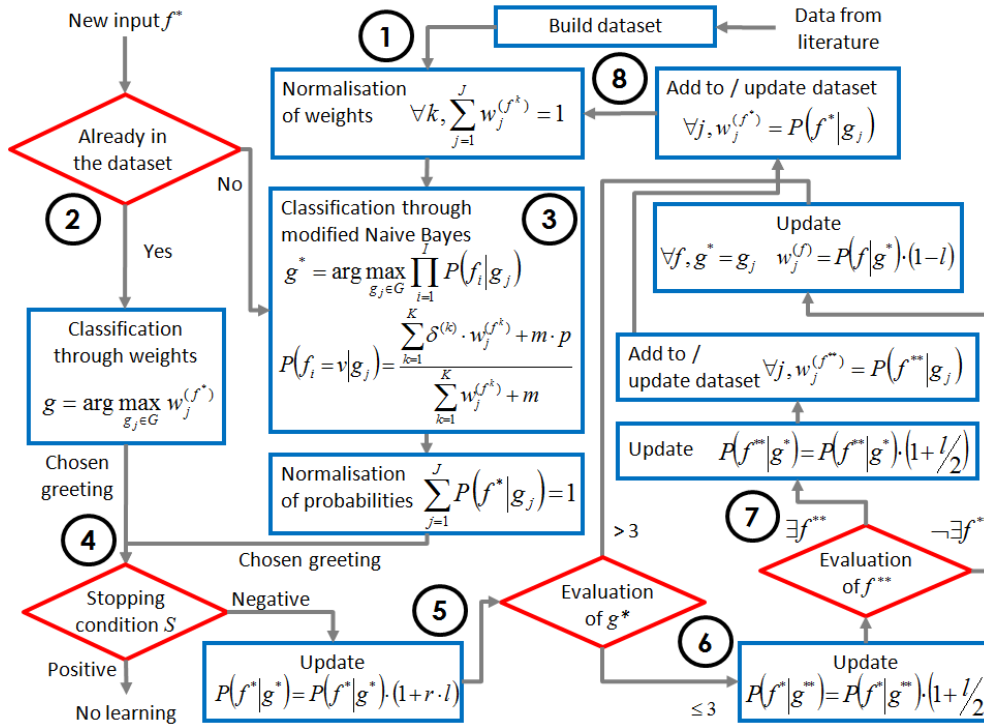 New input f*
Already in
the dataset
2
No
Yes
Classification
through weights
g = arg max_{g_j∈G} w_j^{(f*)}
Chosen
greeting
4
Stopping
condition S
Positive
No learning
Negative
1
Build dataset
Data from
literature
Normalisation
of weights ∀k, ∑_{j=1}^{J} w_j^{(f^k)} = 1
3
Classification through
modified Naive Bayes
g* = arg max_{g_j∈G} ∏_{i=1}^{I} P(f_i|g_j)
P(f_i = v|g_j) = (∑_{k=1}^{K} δ^{(k)} · w_j^{(f^k)} + m · p) / (∑_{k=1}^{K} w_j^{(f^k)} + m)
Normalisation
of probabilities ∑_{j=1}^{J} P(f*|g_j) = 1
Chosen greeting
Update
P(f*|g*) = P(f*|g*) · (1 + r · l)
5
Evaluation
of g*
> 3
≤ 3
6
Update
P(f*|g**) = P(f*|g**) · (1 + l/2
7
Evaluation
of f**
∃f**
¬∃f*
Update P(f**|g*) = P(f**|g*) · (1 + l/2)
Add to /
update dataset ∀j, w_j^{(f**)} = P(f**|g_j)
Update
∀f, g* = g_j w_j^{(f)} = P(f|g*) · (1 − l)
8
Add to / update dataset
∀j, w_j^{(f*)} = P(f*|g_j)